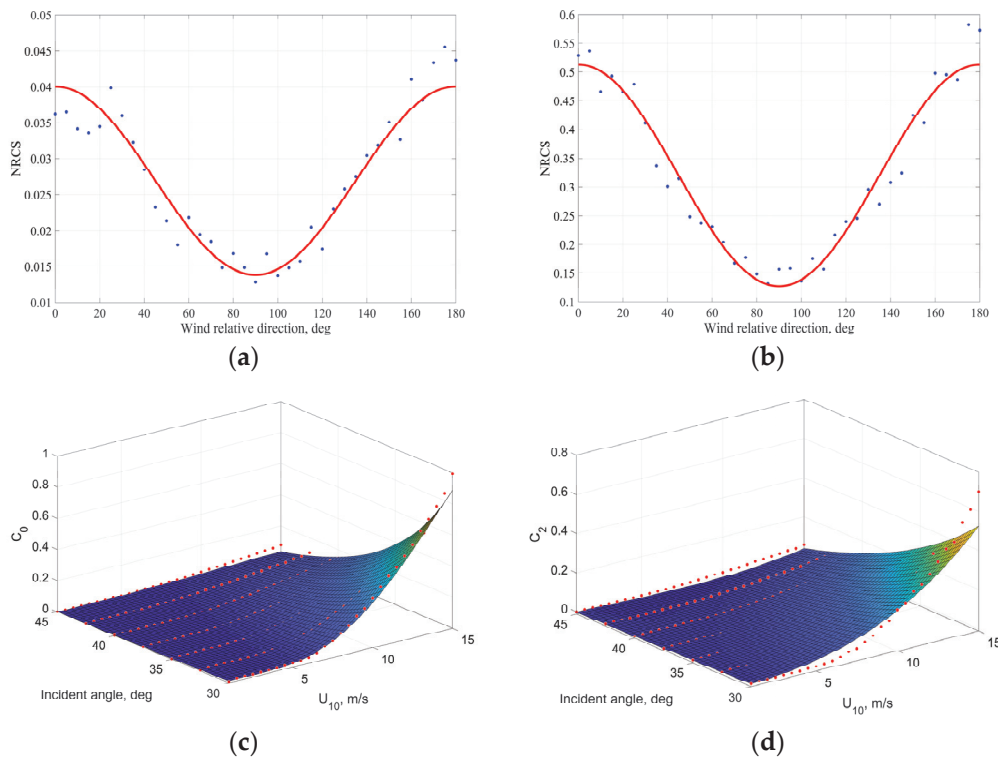 0.05
0.045
0.04
0.035
0.03
0.025
0.02
0.015
0.01
NRCS
0 20 40 60 80 100 120 140 160 180
Wind relative direction, deg
(a)
0.6
0.55
0.5
0.45
0.4
0.35
0.3
0.25
0.2
0.15
0.1
NRCS
0 20 40 60 80 100 120 140 160 180
Wind relative direction, deg
(b)
1
0.8
0.6
0.4
0.2
0
C0
45
40
35
30
Incident angle, deg
5
10
15
U10, m/s
(c)
0.8
0.6
0.4
0.2
0
C2
45
40
35
30
Incident angle, deg
5
10
15
U10, m/s
(d)